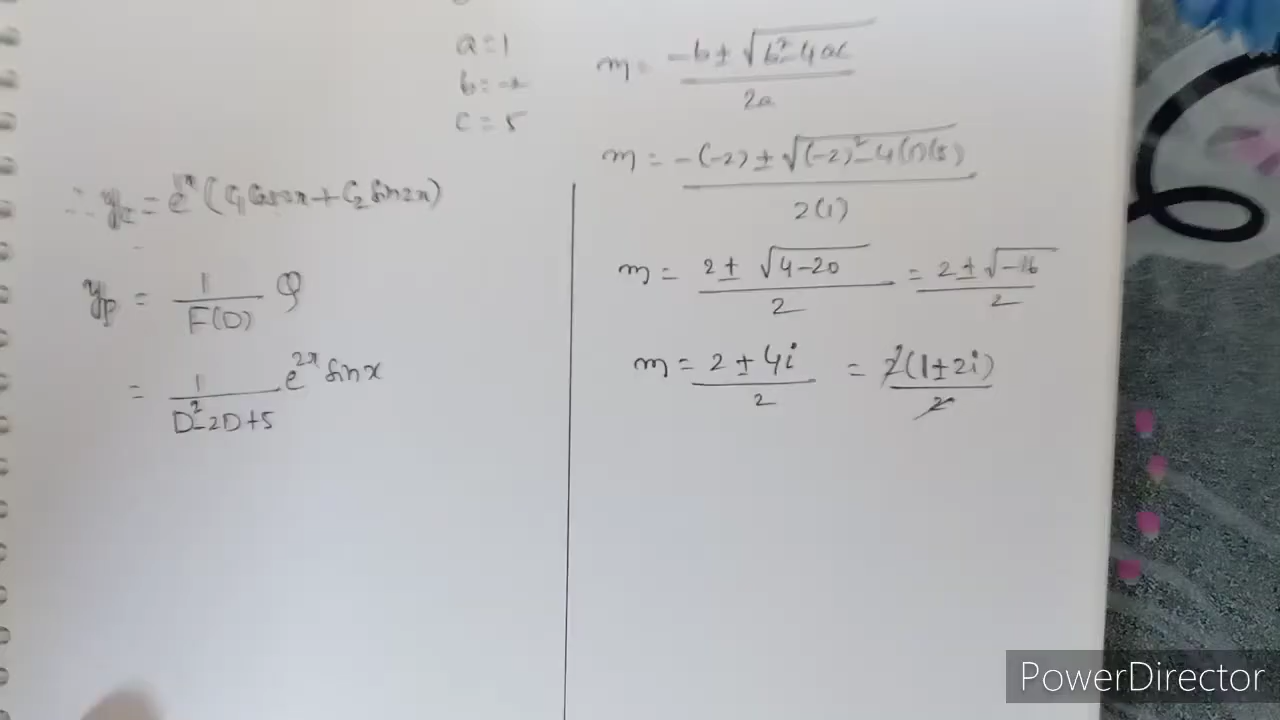 a = 1
b = -2
c = 5
∴ y_c = e^x (C₁ Cos2x + C₂ Sin2x)
y_p = 1/F(D) Q
= 1/(D²-2D+5) e^2x Sinx
m = (-b ± √(b²-4ac))/2a
m = (-(-2) ± √((-2)²-4(1)(5)))/2(1)
m = (2 ± √(4-20))/2 = (2 ± √-16)/2
m = (2 ± 4i)/2 = 2(1±2i)/2
PowerDirector